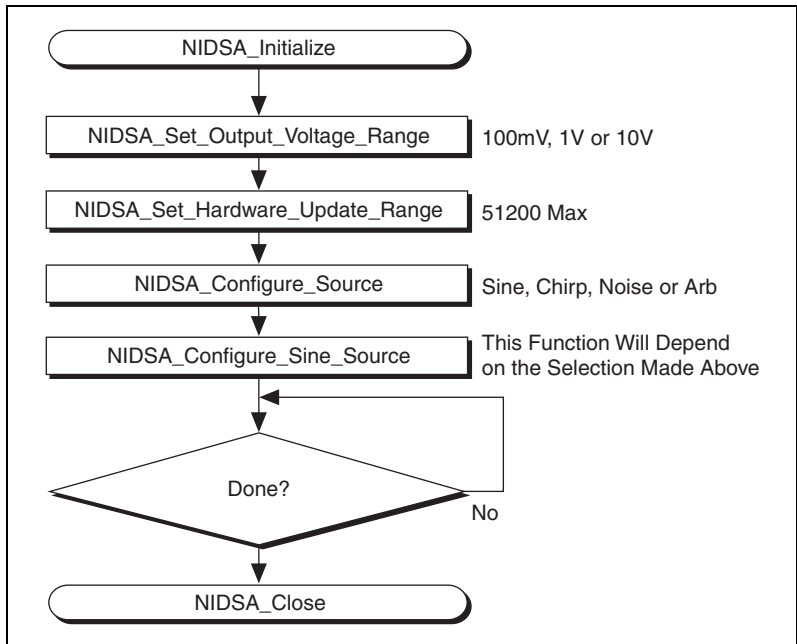 NIDSA_Initialize
NIDSA_Set_Output_Voltage_Range 100mV, 1V or 10V
NIDSA_Set_Hardware_Update_Range 51200 Max
NIDSA_Configure_Source Sine, Chirp, Noise or Arb
NIDSA_Configure_Sine_Source
This Function Will Depend
on the Selection Made Above
Done?
No
NIDSA_Close